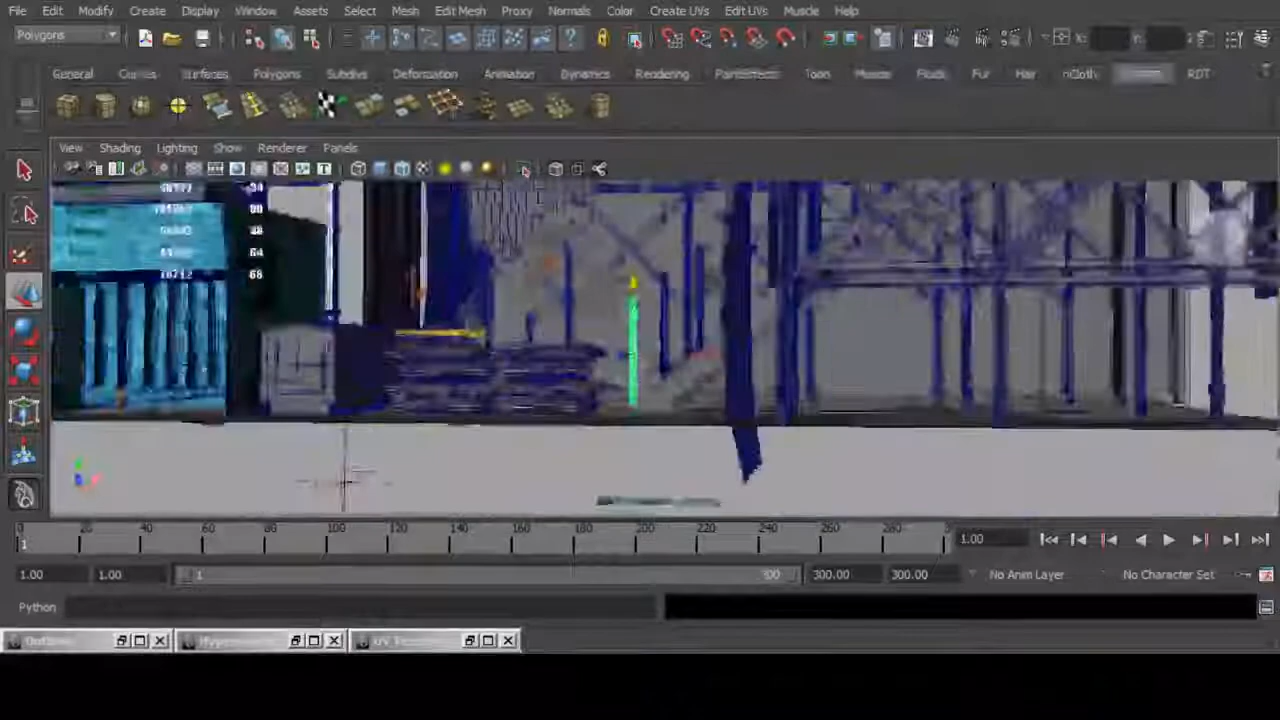 File Edit Modify Create Display Window Assets Select Mesh Edit Mesh Proxy Normals Color Create UVs Edit UVs Muscle Help
Polygons X: Y:
General Curves Surfaces Polygons Subdivs Deformation Animation Dynamics Rendering PaintEffects Toon Muscle Fluids Fur Hair nCloth RDT
View Shading Lighting Show Renderer Panels
64
68
0 20 40 60 80 100 120 140 160 180 200 220 240 260 280
1 1.00
1.00 1.00 1 300 300.00 300.00 No Anim Layer No Character Set
Python